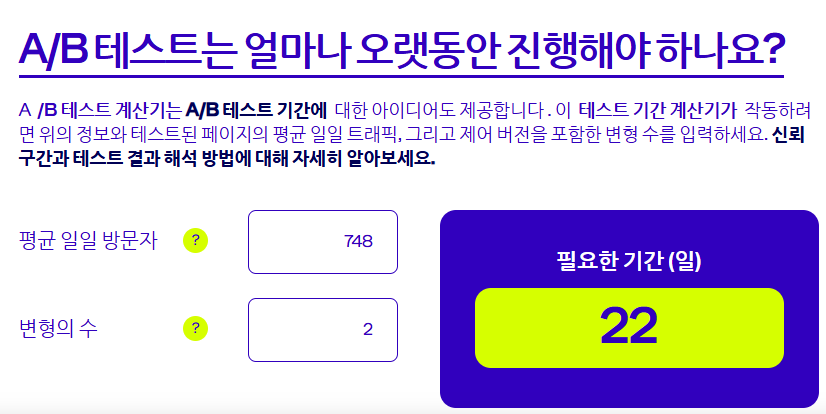 A/B 테스트는 얼마나 오랫동안 진행해야 하나요?
A /B 테스트 계산기는 A/B 테스트 기간에 대한 아이디어도 제공합니다 . 이 테스트 기간 계산기가 작동하려
면 위의 정보와 테스트된 페이지의 평균 일일 트래픽, 그리고 제어 버전을 포함한 변형 수를 입력하세요. 신뢰
구간과 테스트 결과 해석 방법에 대해 자세히 알아보세요.
평균 일일 방문자 ? 748
변형의 수 ? 2
필요한 기간 (일)
22